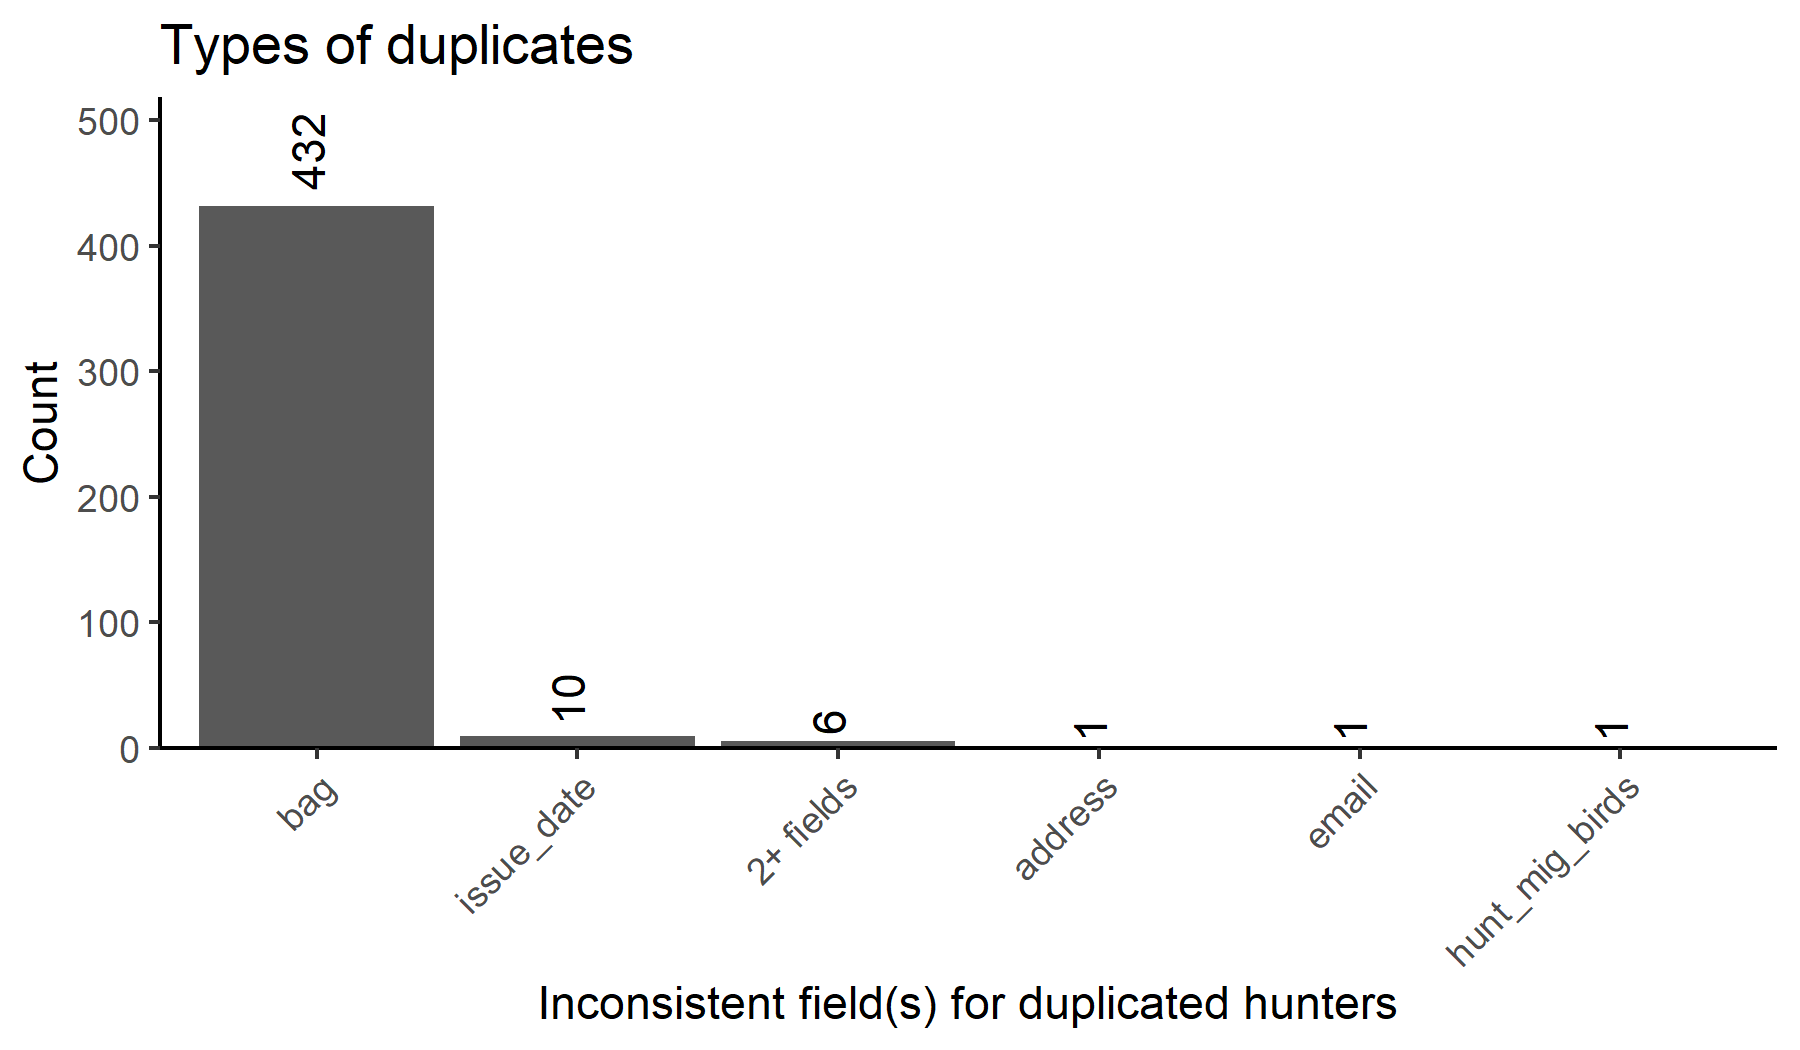 Types of duplicates
Count
500
400
300
200
100
0
432
10
6
1
1
1
bag
issue_date
2+ fields
address
email
hunt_mig_birds
Inconsistent field(s) for duplicated hunters